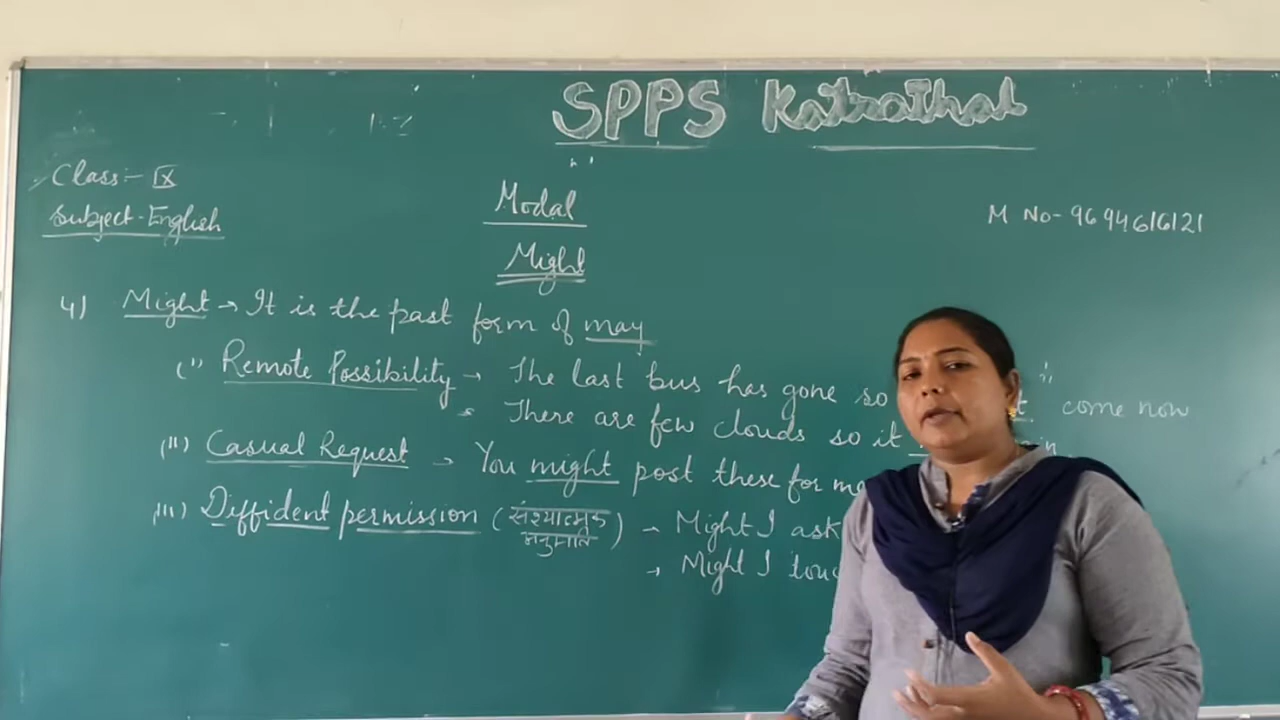 SPPS Katrathal
Class:- IX
Subject-English
Modal
Might
M No- 9694616121
4) Might → It is the past form of may
(i) Remote Possibility → The last bus has gone so come now
There are few clouds so it
(ii) Casual Request → You might post these for me
(iii) Diffident permission (संशयात्मक अनुमति) → Might I ask
→ Might I touc